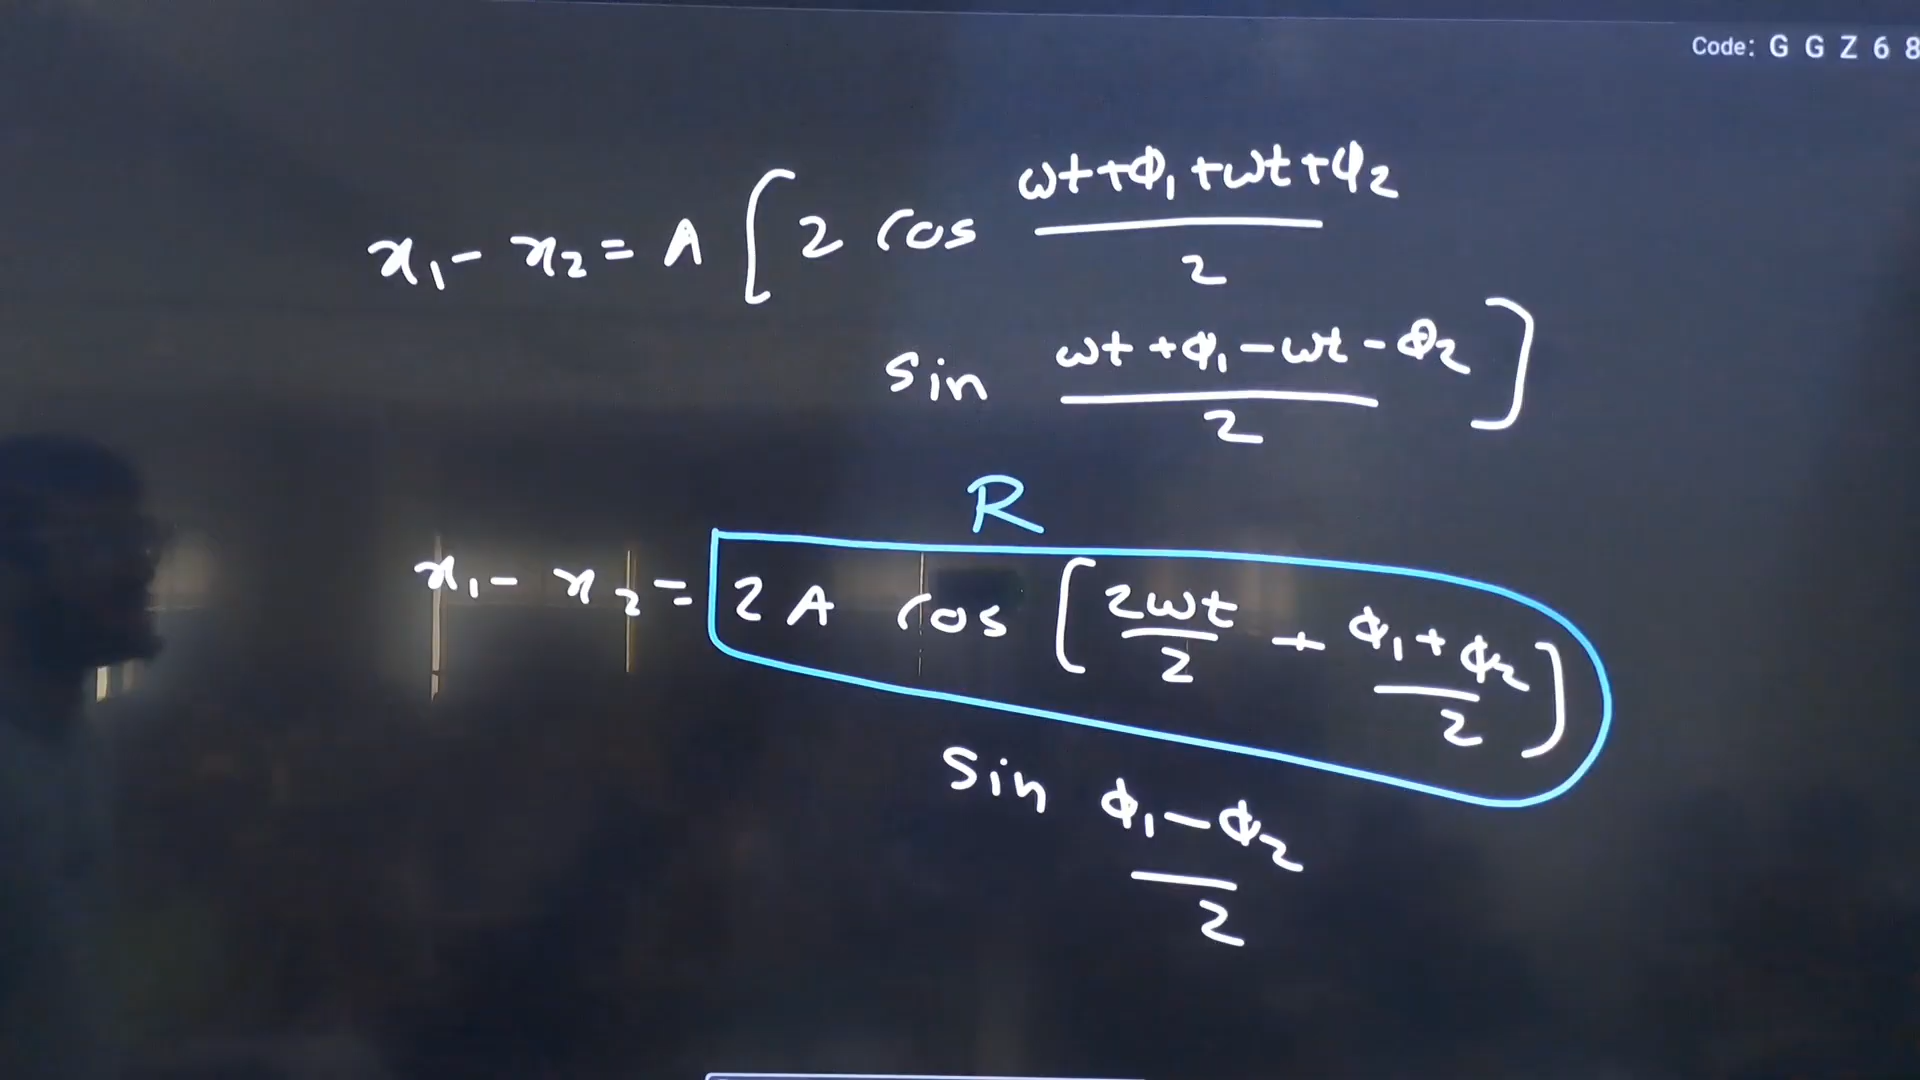 Code: G G Z 6 8
x₁ - x₂ = A [ 2 cos (ωt + φ₁ + ωt + φ₂)/2
sin (ωt + φ₁ - ωt - φ₂)/2 ]
R
x₁ - x₂ = 2 A cos [ 2ωt/2 + (φ₁ + φ₂)/2 ]
sin (φ₁ - φ₂)/2